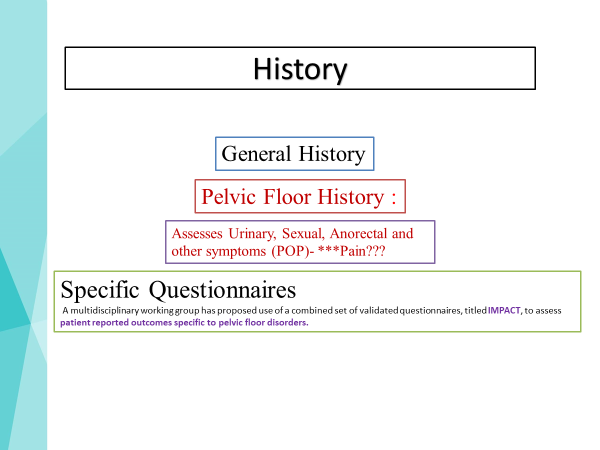 History
General History
Pelvic Floor History :
Assesses Urinary, Sexual, Anorectal and
other symptoms (POP)- ***Pain???
Specific Questionnaires
A multidisciplinary working group has proposed use of a combined set of validated questionnaires, titled IMPACT, to assess
patient reported outcomes specific to pelvic floor disorders.